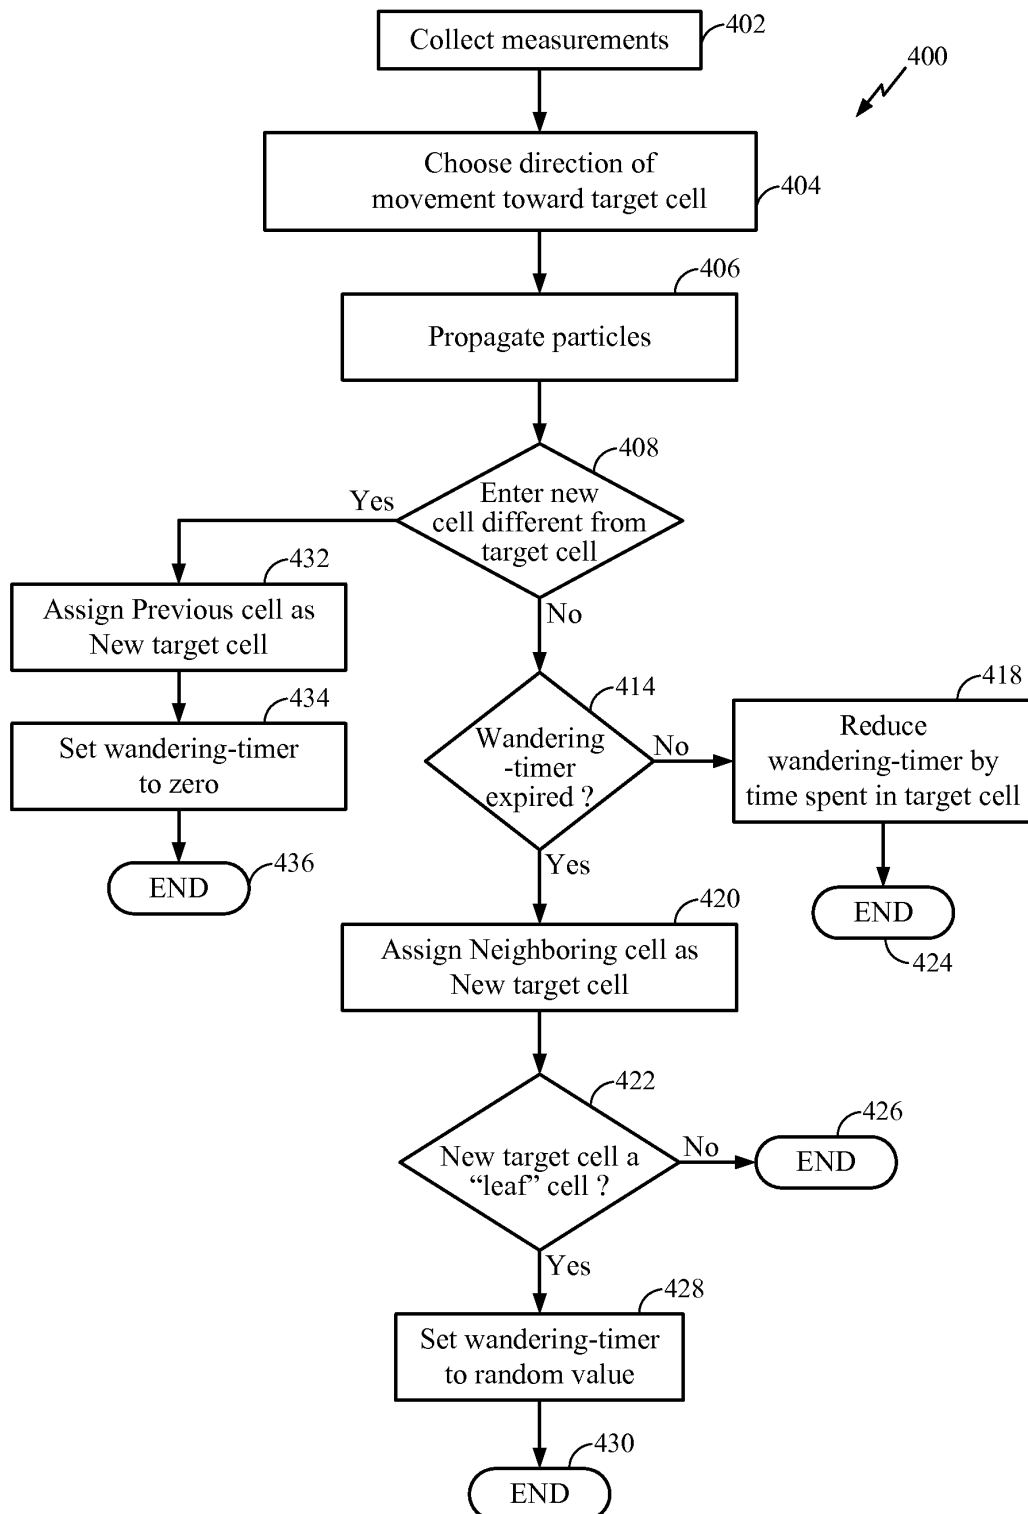 Collect measurements
402
400
Choose direction of
movement toward target cell
404
406
Propagate particles
408
Enter new
cell different from
target cell
Yes
No
432
Assign Previous cell as
New target cell
434
Set wandering-timer
to zero
END
436
414
Wandering
-timer
expired ?
No
Yes
418
Reduce
wandering-timer by
time spent in target cell
END
424
420
Assign Neighboring cell as
New target cell
422
New target cell a
“leaf” cell ?
No
426
END
Yes
428
Set wandering-timer
to random value
430
END